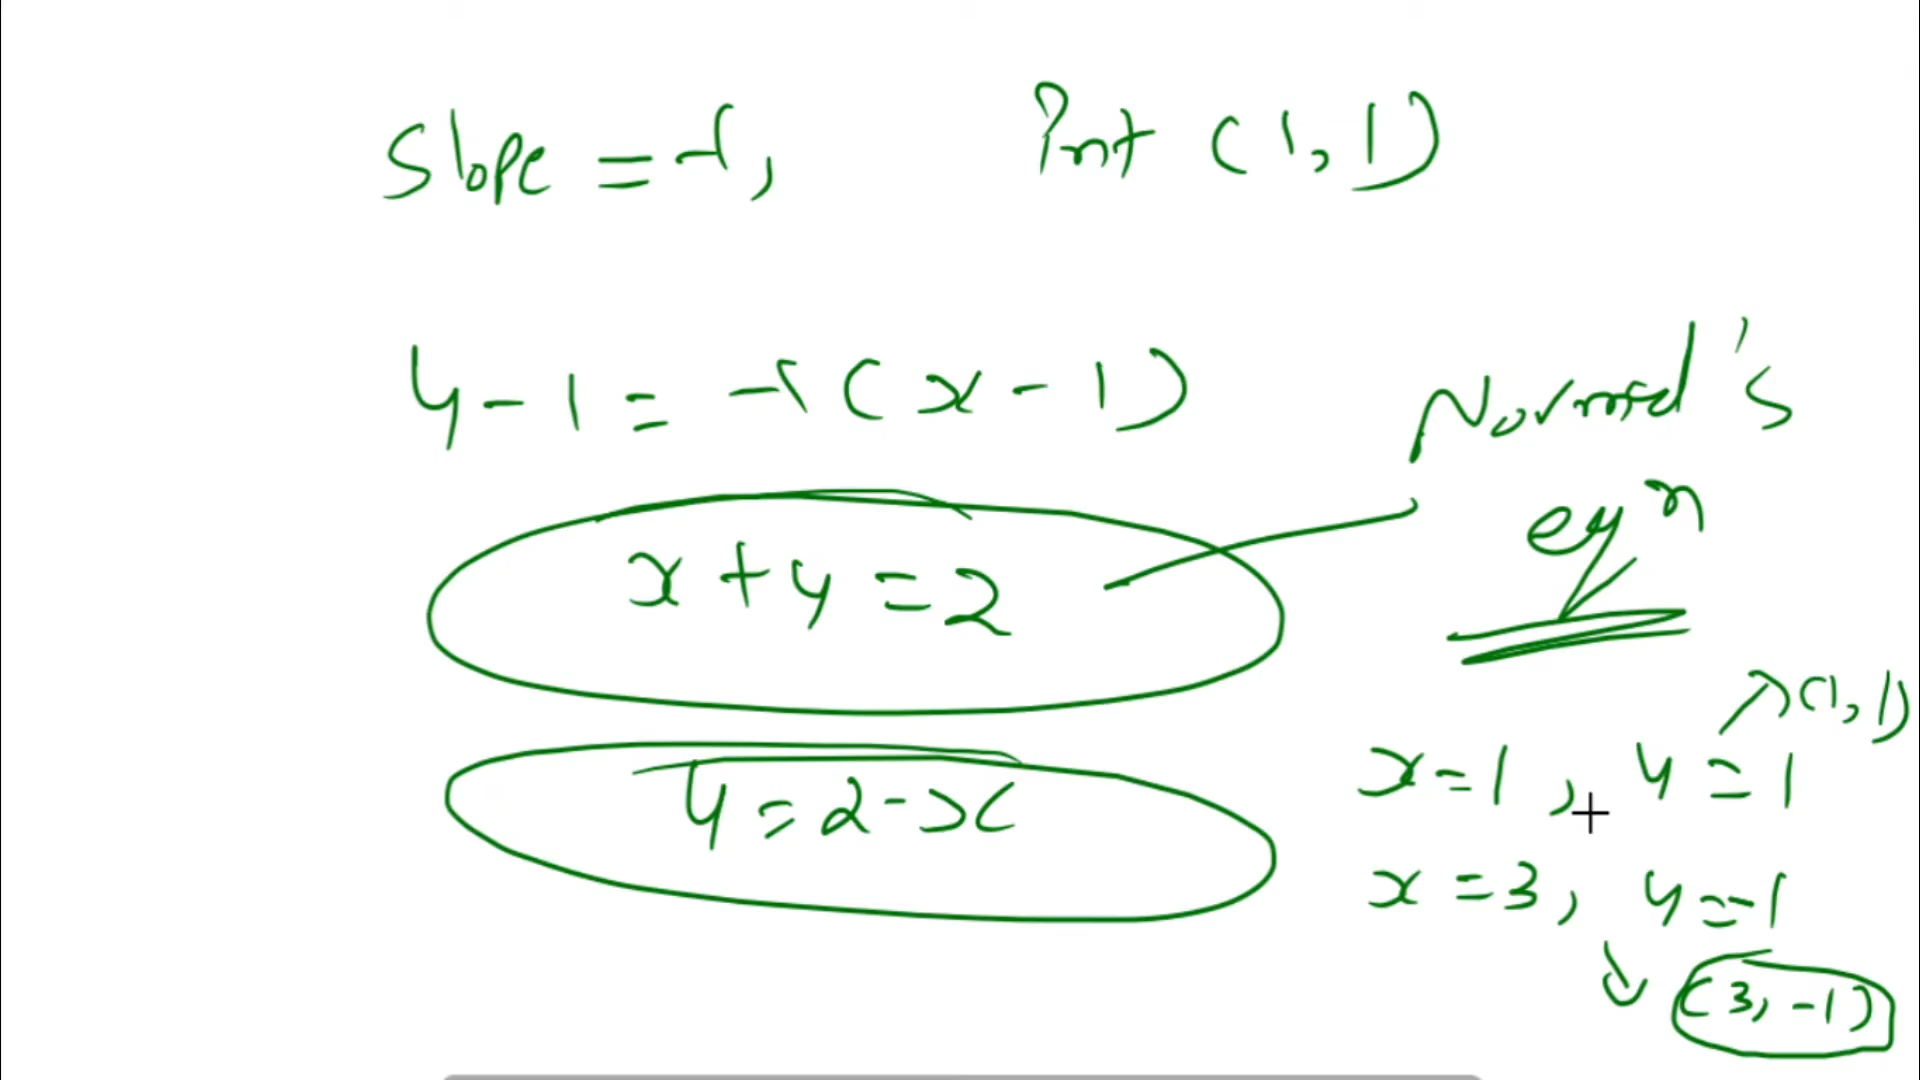 Slope = -1, Pnt (1, 1)
y - 1 = -1 (x - 1)
Normal's
eqⁿ
x + y = 2
(1, 1)
x = 1, y = 1
y = 2 - x
x = 3, y = -1
(3, -1)